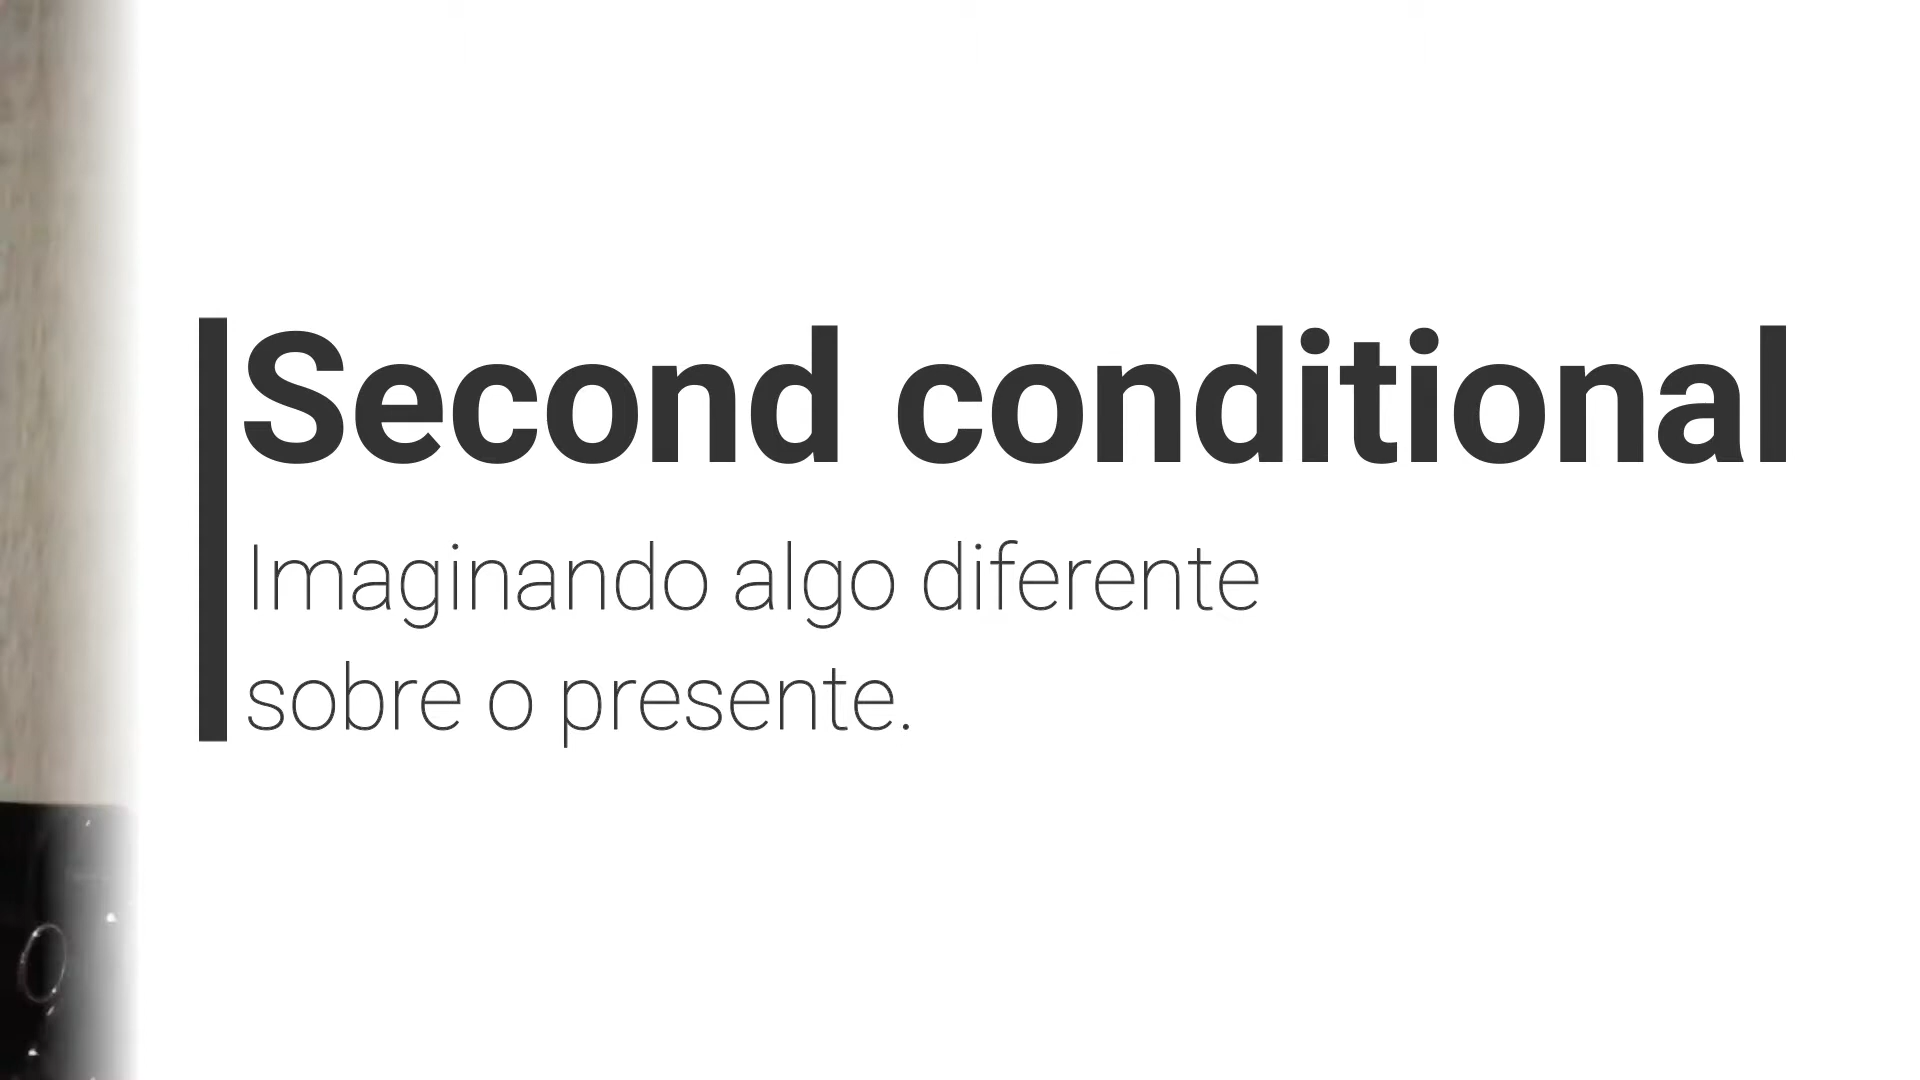 Second conditional
Imaginando algo diferente
sobre o presente.